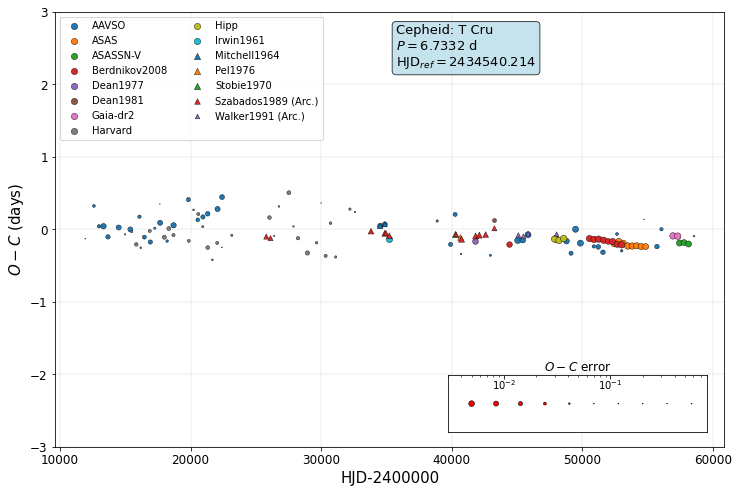 AAVSO
ASAS
ASASSN-V
Berdnikov2008
Dean1977
Dean1981
Gaia-dr2
Harvard
Hipp
Irwin1961
Mitchell1964
Pel1976
Stobie1970
Szabados1989 (Arc.)
Walker1991 (Arc.)
Cepheid: T Cru
P = 6.7332 d
HJD_ref = 2434540.214
3
2
1
0
−1
−2
−3
O − C (days)
O − C error
10^−2
10^−1
10000
20000
30000
40000
50000
60000
HJD-2400000